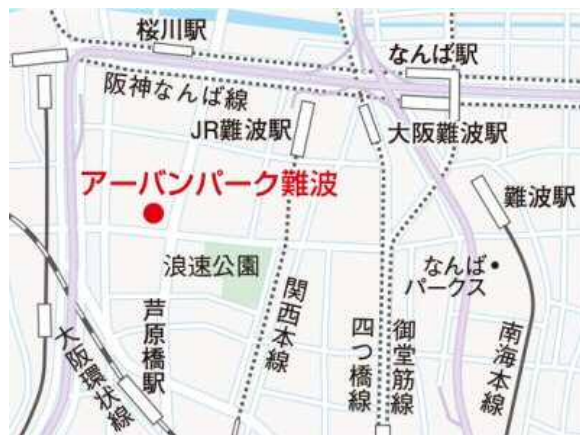 桜川駅
なんば駅
阪神なんば線
JR難波駅
大阪難波駅
アーバンパーク難波
難波駅
浪速公園
なんば
パークス
関西本線
芦原橋駅
四つ橋線
御堂筋線
南海本線
大阪環状線